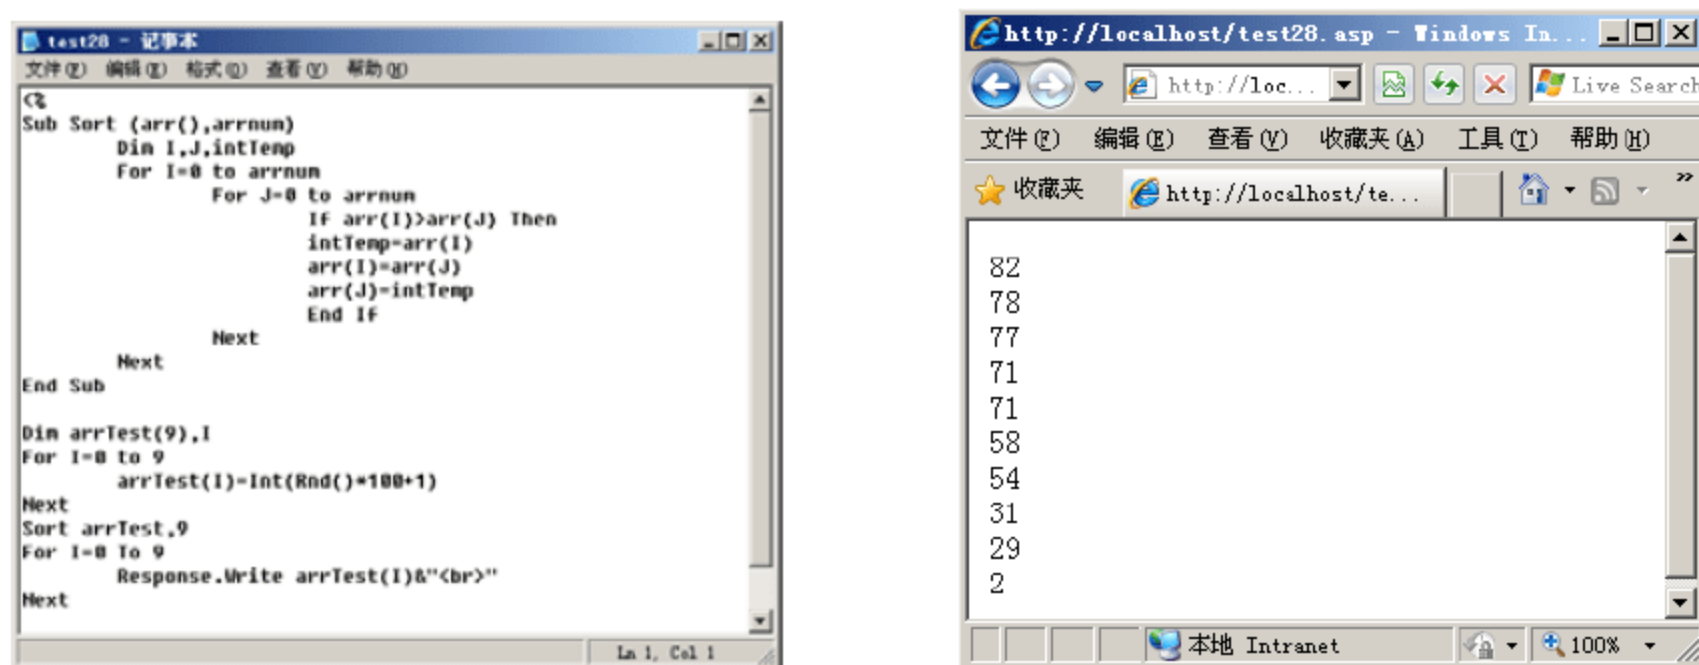 test28 - 记事本
文件(F) 编辑(E) 格式(O) 查看(V) 帮助(H)
<%
Sub Sort (arr(),arrnum)
Dim I,J,intTemp
For I=0 to arrnum
For J=0 to arrnum
If arr(I)>arr(J) Then
intTemp=arr(I)
arr(I)=arr(J)
arr(J)=intTemp
End If
Next
Next
End Sub
Dim arrTest(9),I
For I=0 to 9
arrTest(I)=Int(Rnd()*100+1)
Next
Sort arrTest,9
For I=0 To 9
Response.Write arrTest(I)&"<br>"
Next
Ln 1, Col 1
http://localhost/test28.asp - Windows In...
http://loc... Live Search
文件(F) 编辑(E) 查看(V) 收藏夹(A) 工具(T) 帮助(H)
收藏夹 http://localhost/te... »
82
78
77
71
71
58
54
31
29
2
本地 Intranet 100%